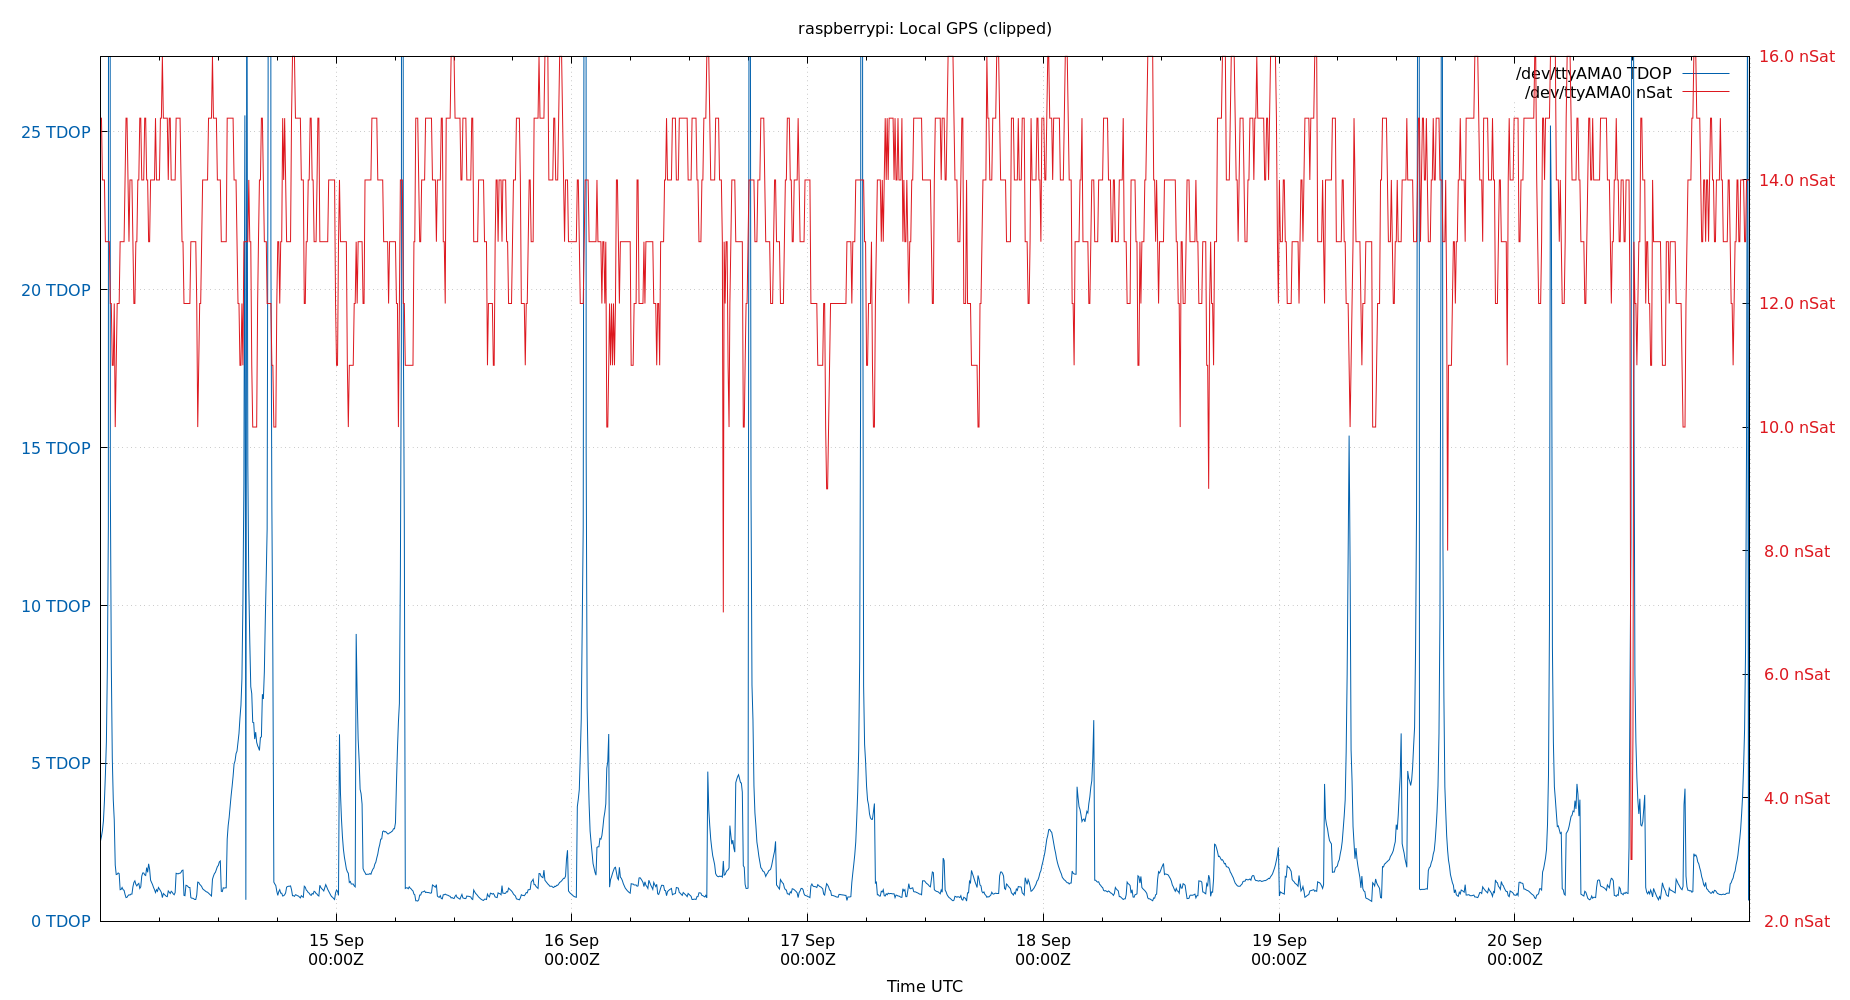 raspberrypi: Local GPS (clipped)
16.0 nSat
/dev/ttyAMA0 TDOP
/dev/ttyAMA0 nSat
25 TDOP
14.0 nSat
20 TDOP
12.0 nSat
15 TDOP
10.0 nSat
8.0 nSat
10 TDOP
6.0 nSat
5 TDOP
4.0 nSat
0 TDOP
2.0 nSat
15 Sep 16 Sep 17 Sep 18 Sep 19 Sep 20 Sep
00:00Z 00:00Z 00:00Z 00:00Z 00:00Z 00:00Z
Time UTC